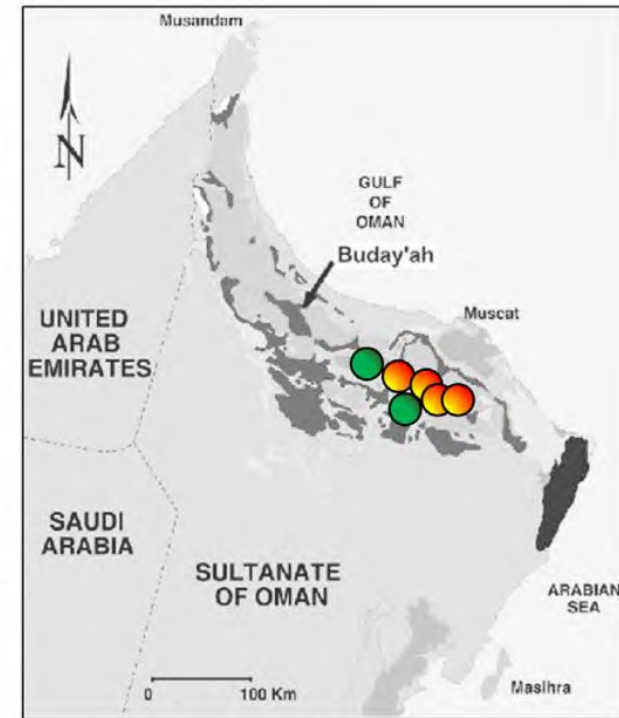 Musandam
N
GULF
OF
OMAN
Buday'ah
Muscat
UNITED
ARAB
EMIRATES
SAUDI
ARABIA
SULTANATE
OF OMAN
ARABIAN
SEA
0 100 Km
Masihra